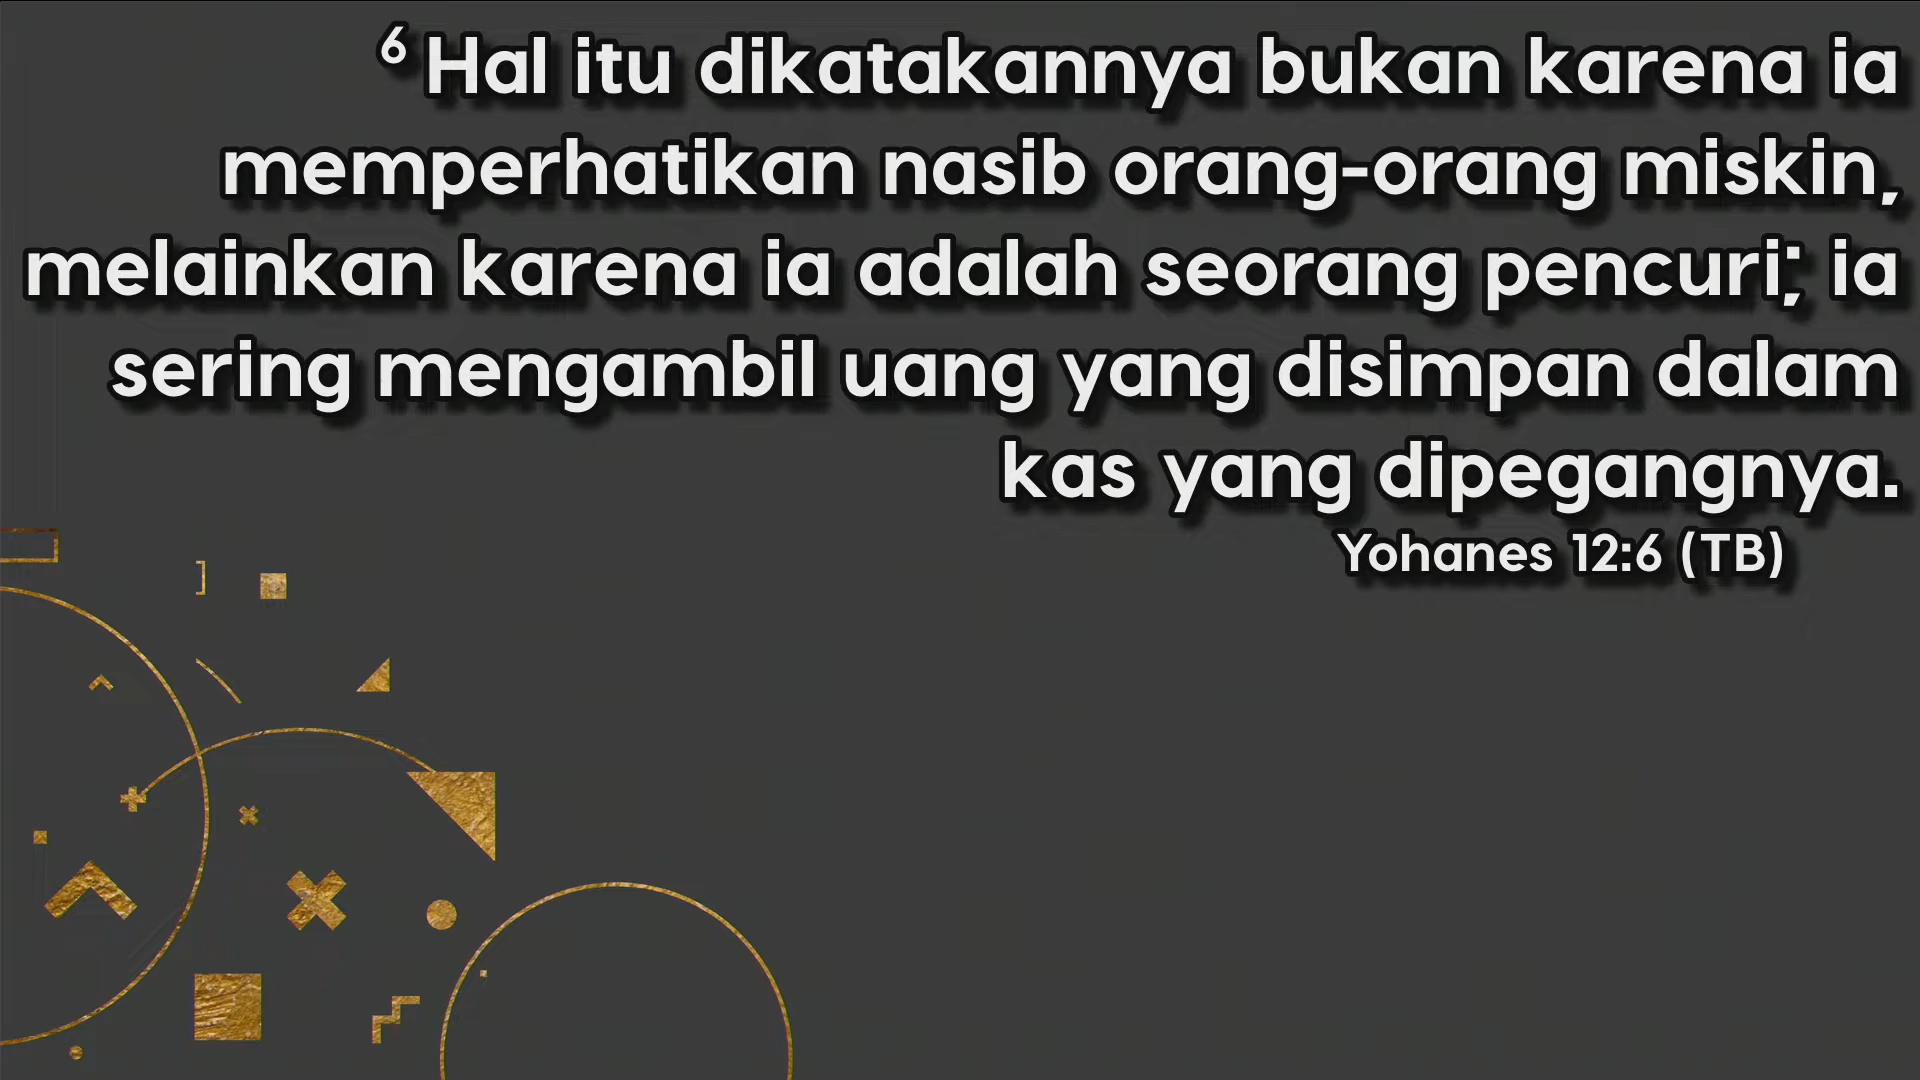 ⁶ Hal itu dikatakannya bukan karena ia
memperhatikan nasib orang-orang miskin,
melainkan karena ia adalah seorang pencuri; ia
sering mengambil uang yang disimpan dalam
kas yang dipegangnya.
Yohanes 12:6 (TB)